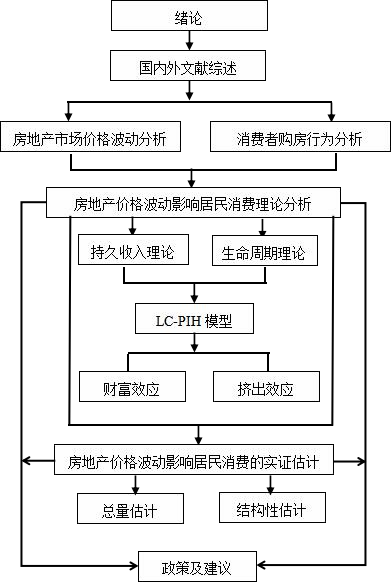 绪论
国内外文献综述
房地产市场价格波动分析
消费者购房行为分析
房地产价格波动影响居民消费理论分析
持久收入理论
生命周期理论
LC-PIH 模型
财富效应
挤出效应
房地产价格波动影响居民消费的实证估计
总量估计
结构性估计
政策及建议